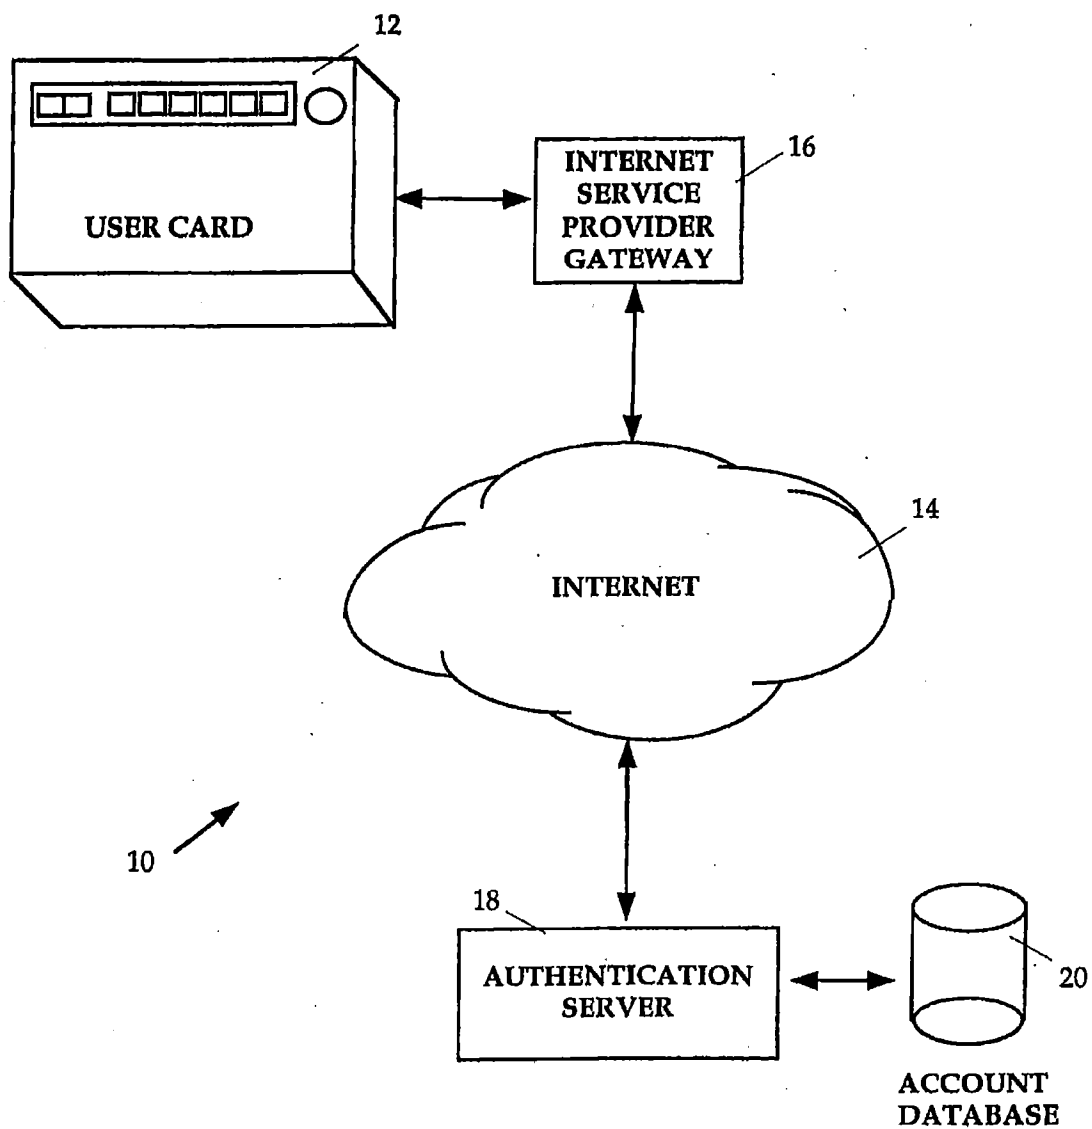 12
USER CARD
INTERNET
SERVICE
PROVIDER
GATEWAY
16
14
INTERNET
10
18
AUTHENTICATION
SERVER
20
ACCOUNT
DATABASE